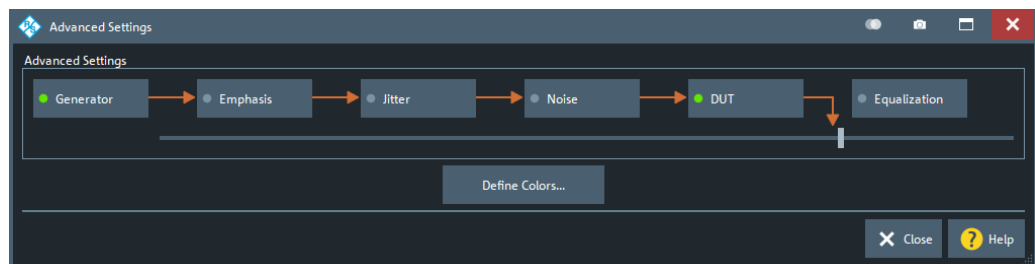 Advanced Settings
Advanced Settings
Generator Emphasis Jitter Noise DUT Equalization
Define Colors...
Close ? Help